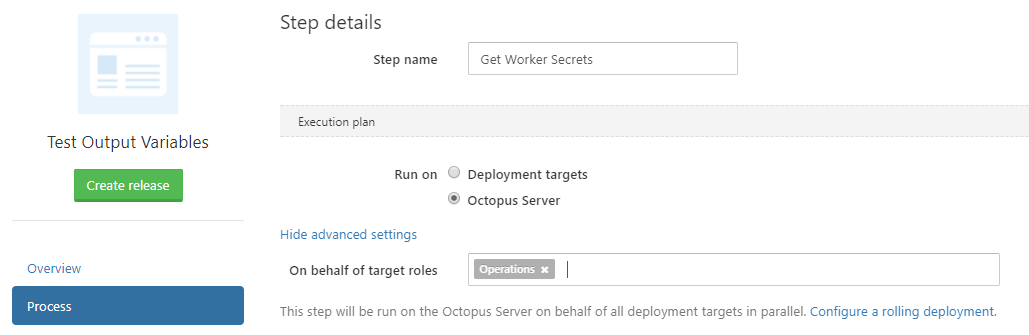 Test Output Variables
Create release
Overview
Process
Step details
Step name Get Worker Secrets
Execution plan
Run on Deployment targets
Octopus Server
Hide advanced settings
On behalf of target roles Operations ×
This step will be run on the Octopus Server on behalf of all deployment targets in parallel. Configure a rolling deployment.